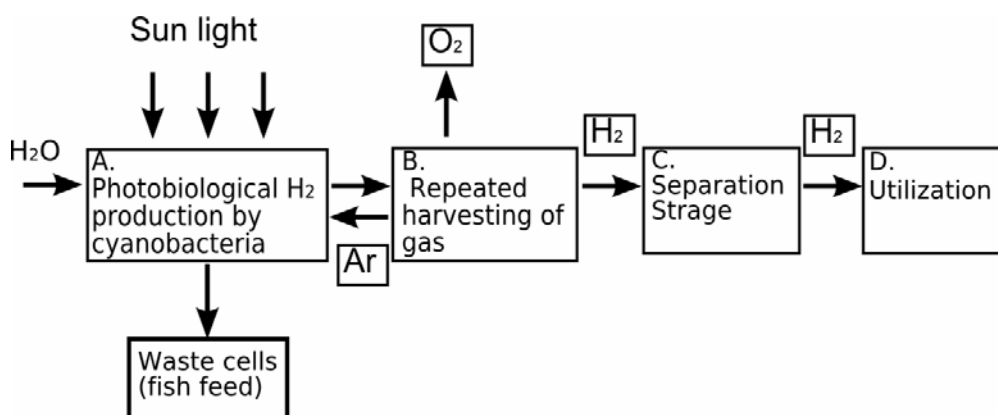 Sun light
O₂
H₂O
A.
Photobiological H₂
production by
cyanobacteria
B.
Repeated
harvesting of
gas
Ar
H₂
C.
Separation
Strage
H₂
D.
Utilization
Waste cells
(fish feed)